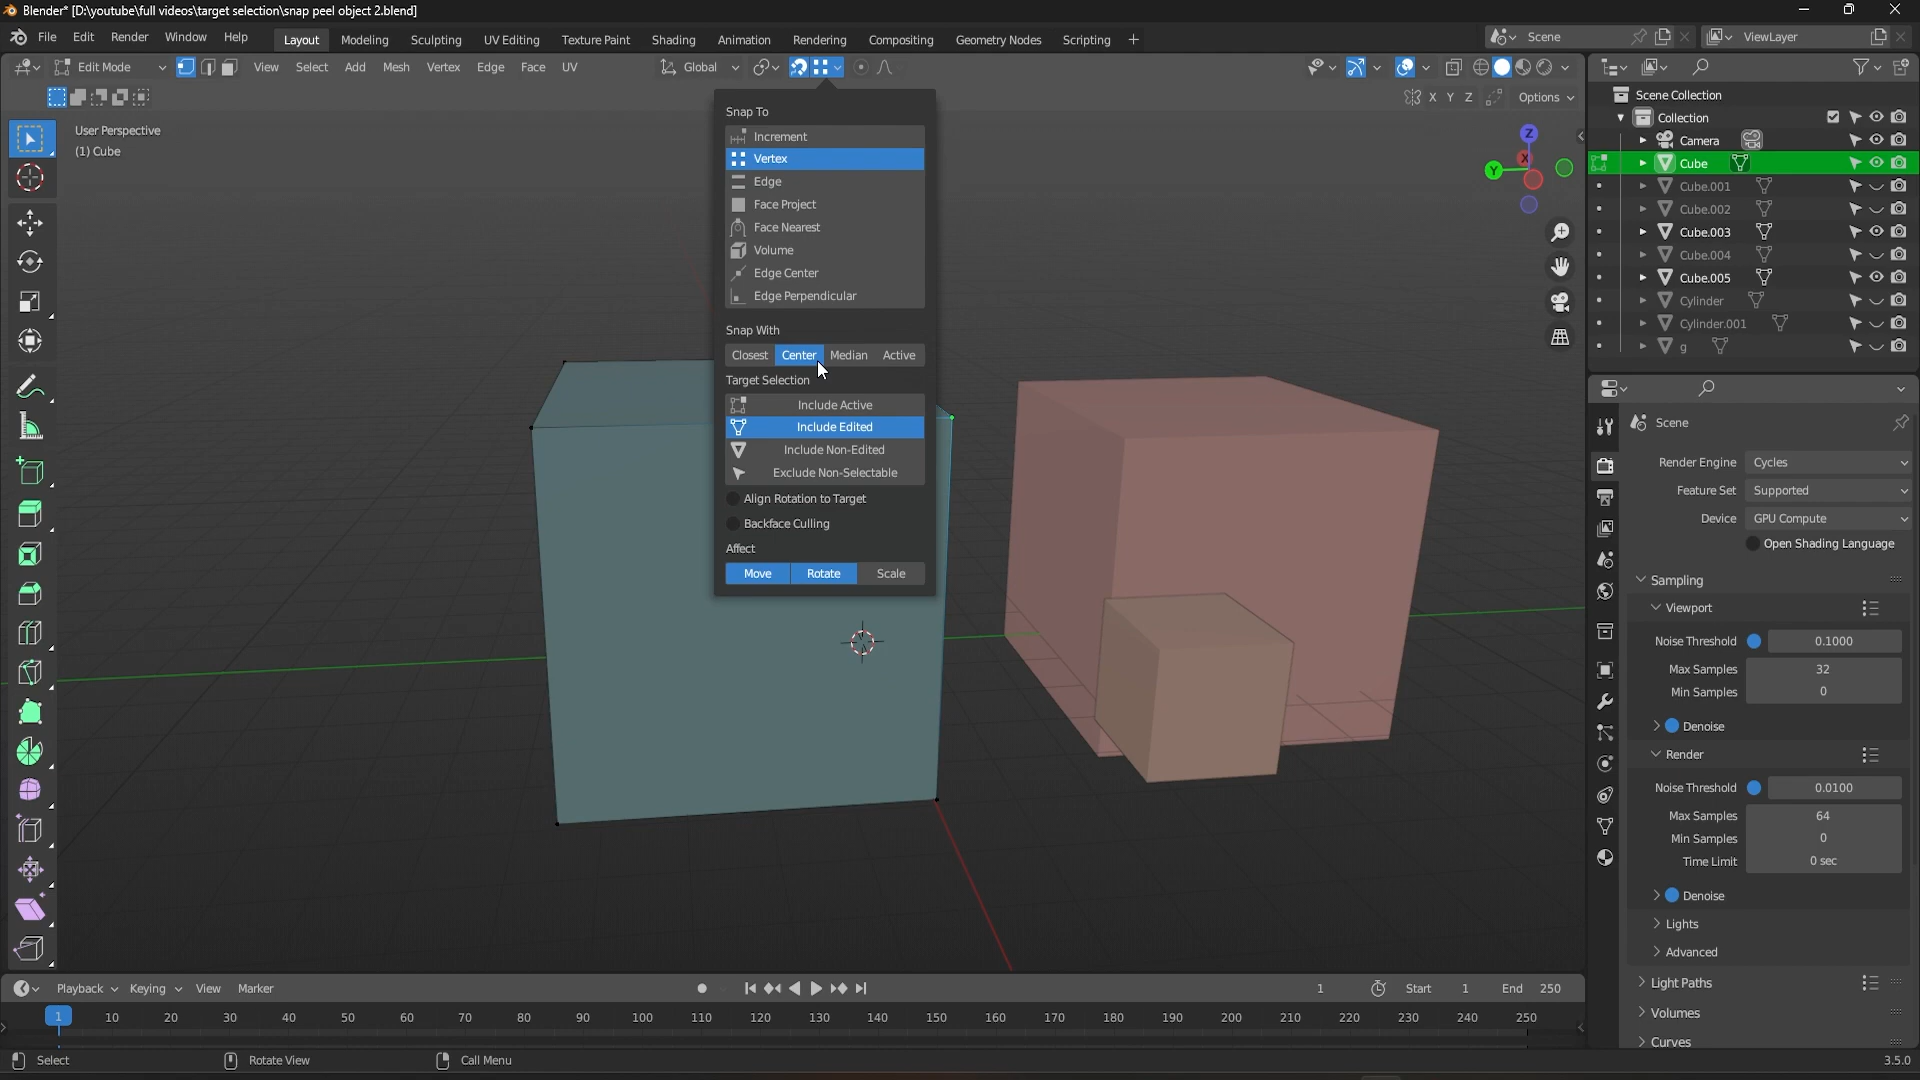 Blender* [D:\youtube\full videos\target selection\snap peel object 2.blend]
File Edit Render Window Help Layout Modeling Sculpting UV Editing Texture Paint Shading Animation Rendering Compositing Geometry Nodes Scripting + Scene ViewLayer
Edit Mode View Select Add Mesh Vertex Edge Face UV Global
X Y Z Options
User Perspective
(1) Cube
Z
X
Y
Snap To
Increment
Vertex
Edge
Face Project
Face Nearest
Volume
Edge Center
Edge Perpendicular
Snap With
Closest Center Median Active
Target Selection
Include Active
Include Edited
Include Non-Edited
Exclude Non-Selectable
Align Rotation to Target
Backface Culling
Affect
Move Rotate Scale
Scene Collection
Collection
Camera
Cube
Cube.001
Cube.002
Cube.003
Cube.004
Cube.005
Cylinder
Cylinder.001
g
Scene
Render Engine Cycles
Feature Set Supported
Device GPU Compute
Open Shading Language
Sampling
Viewport
Noise Threshold 0.1000
Max Samples 32
Min Samples 0
Denoise
Render
Noise Threshold 0.0100
Max Samples 64
Min Samples 0
Time Limit 0 sec
Denoise
Lights
Advanced
Light Paths
Volumes
Curves
Playback Keying View Marker 1 Start 1 End 250
1 10 20 30 40 50 60 70 80 90 100 110 120 130 140 150 160 170 180 190 200 210 220 230 240 250
Select Rotate View Call Menu 3.5.0